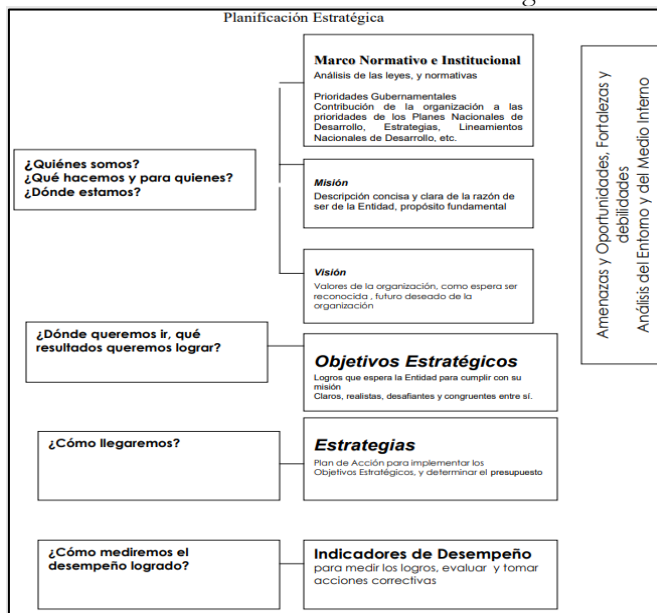 Planificación Estratégica
Marco Normativo e Institucional
Análisis de las leyes, y normativas
Prioridades Gubernamentales
Contribución de la organización a las
prioridades de los Planes Nacionales de
Desarrollo, Estrategias, Lineamientos
Nacionales de Desarrollo, etc.
¿Quiénes somos?
¿Qué hacemos y para quienes?
¿Dónde estamos?
Misión
Descripción concisa y clara de la razón de
ser de la Entidad, propósito fundamental
Visión
Valores de la organización, como espera ser
reconocida , futuro deseado de la
organización
Amenazas y Oportunidades, Fortalezas y
debilidades
Análisis del Entorno y del Medio Interno
¿Dónde queremos ir, qué
resultados queremos lograr?
Objetivos Estratégicos
Logros que espera la Entidad para cumplir con su
misión
Claros, realistas, desafiantes y congruentes entre sí.
¿Cómo llegaremos?
Estrategias
Plan de Acción para implementar los
Objetivos Estratégicos, y determinar el presupuesto
¿Cómo mediremos el
desempeño logrado?
Indicadores de Desempeño
para medir los logros, evaluar y tomar
acciones correctivas